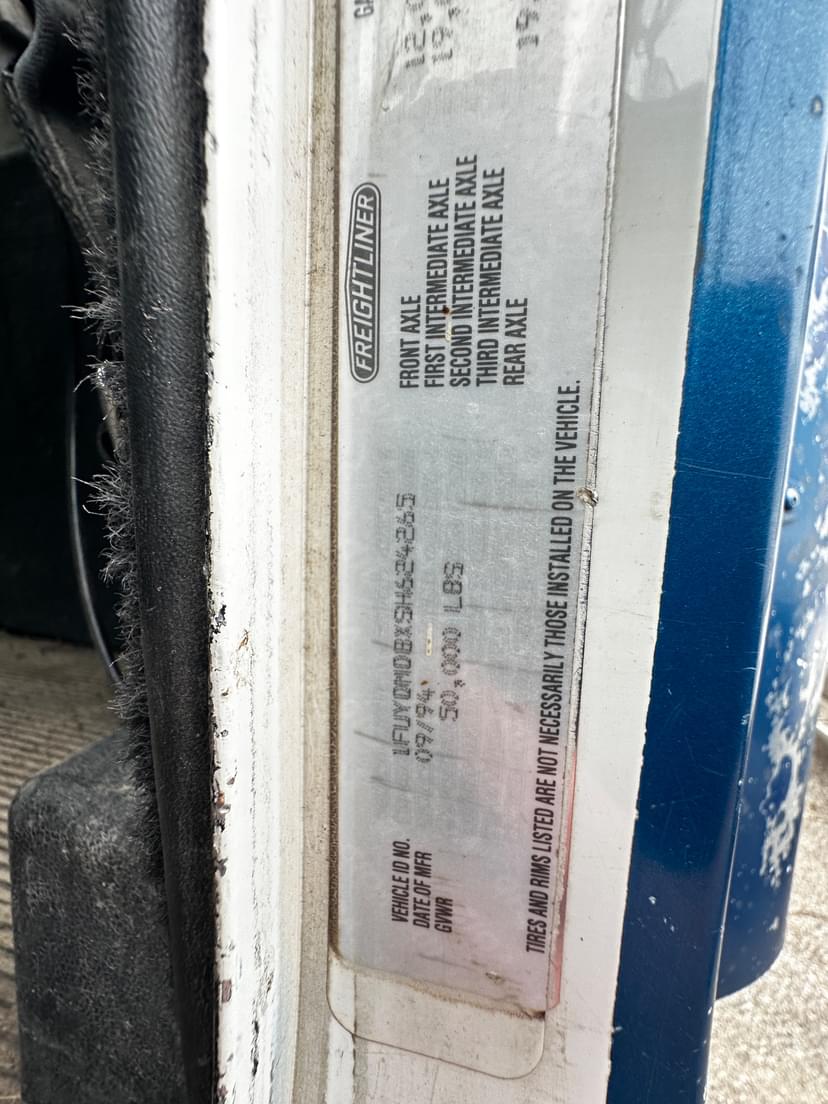 FREIGHTLINER
VEHICLE ID NO. 1FUYDMDBXSH624265
DATE OF MFR 09/94
GVWR 50,000 LBS
FRONT AXLE
FIRST INTERMEDIATE AXLE
SECOND INTERMEDIATE AXLE
THIRD INTERMEDIATE AXLE
REAR AXLE
TIRES AND RIMS LISTED ARE NOT NECESSARILY THOSE INSTALLED ON THE VEHICLE.